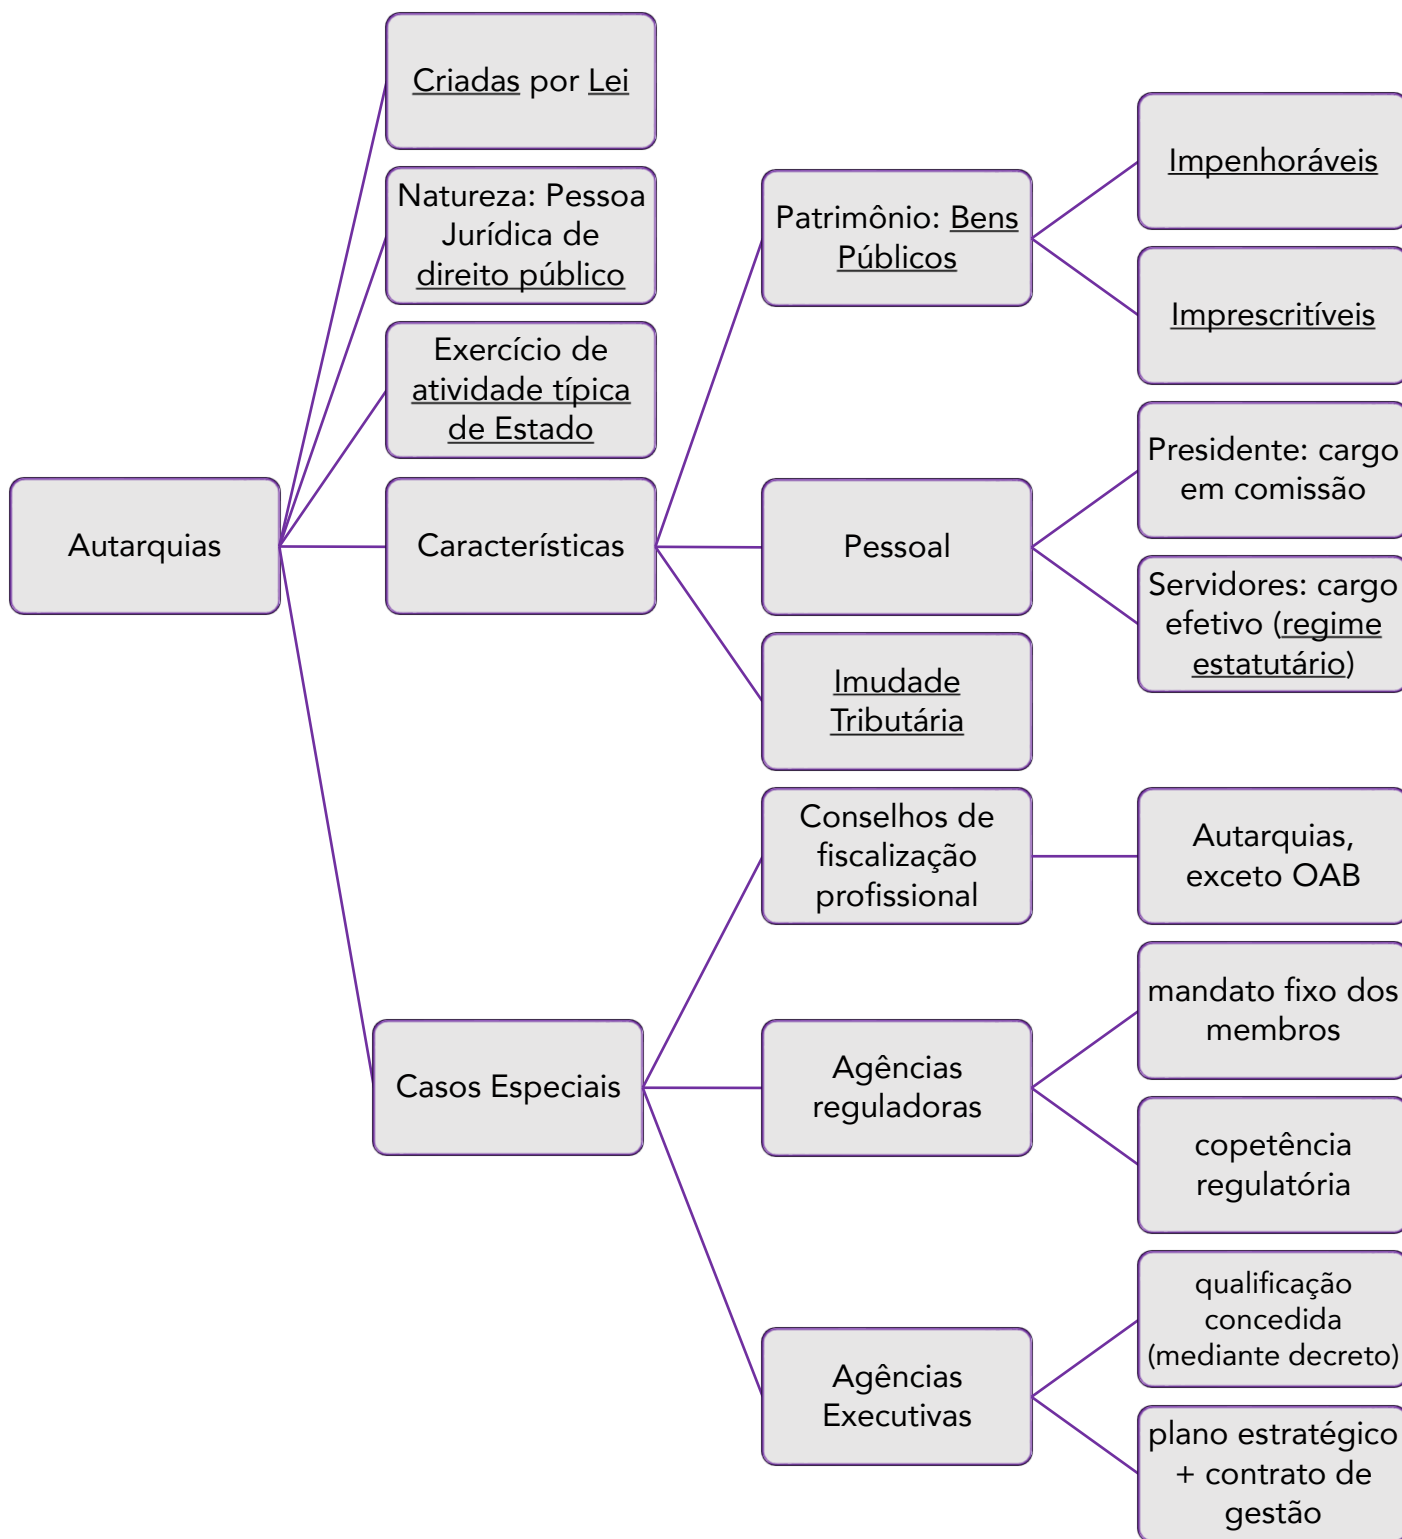 Autarquias
Criadas por Lei
Natureza: Pessoa
Jurídica de
direito público
Exercício de
atividade típica
de Estado
Características
Patrimônio: Bens
Públicos
Impenhoráveis
Imprescritíveis
Pessoal
Presidente: cargo
em comissão
Servidores: cargo
efetivo (regime
estatutário)
Imudade
Tributária
Casos Especiais
Conselhos de
fiscalização
profissional
Autarquias,
exceto OAB
Agências
reguladoras
mandato fixo dos
membros
copetência
regulatória
Agências
Executivas
qualificação
concedida
(mediante decreto)
plano estratégico
+ contrato de
gestão